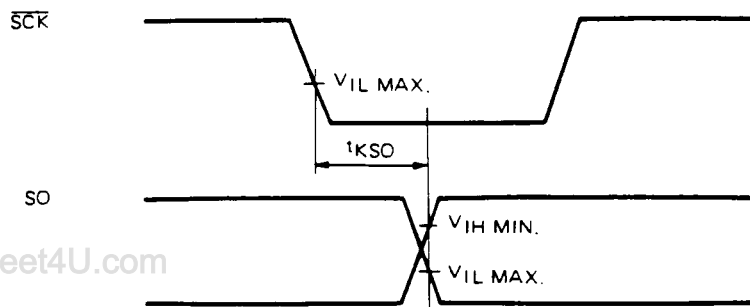 SCK
VIL MAX.
tKSO
SO
VIH MIN.
eet4U.com
VIL MAX.